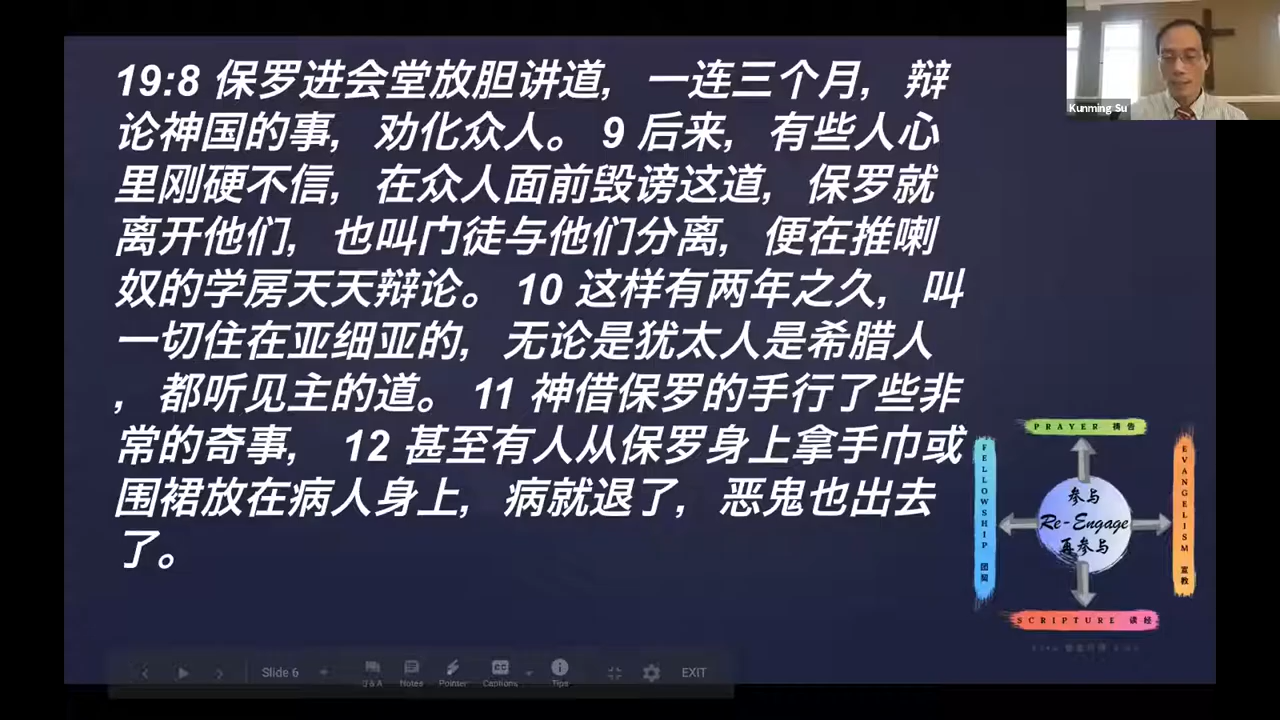 19:8 保罗进会堂放胆讲道，一连三个月，辩
论神国的事，劝化众人。 9 后来，有些人心
里刚硬不信，在众人面前毁谤这道，保罗就
离开他们，也叫门徒与他们分离，便在推喇
奴的学房天天辩论。 10 这样有两年之久，叫
一切住在亚细亚的，无论是犹太人是希腊人
，都听见主的道。 11 神借保罗的手行了些非
常的奇事， 12 甚至有人从保罗身上拿手巾或
围裙放在病人身上，病就退了，恶鬼也出去
了。
Kunming Su
PRAYER 祷告
FELLOWSHIP 团契
参与
Re-Engage
再参与
EVANGELISM 宣教
SCRIPTURE 读经
Slide 6
Q&A
Notes
Pointer
Captions
Tips
EXIT